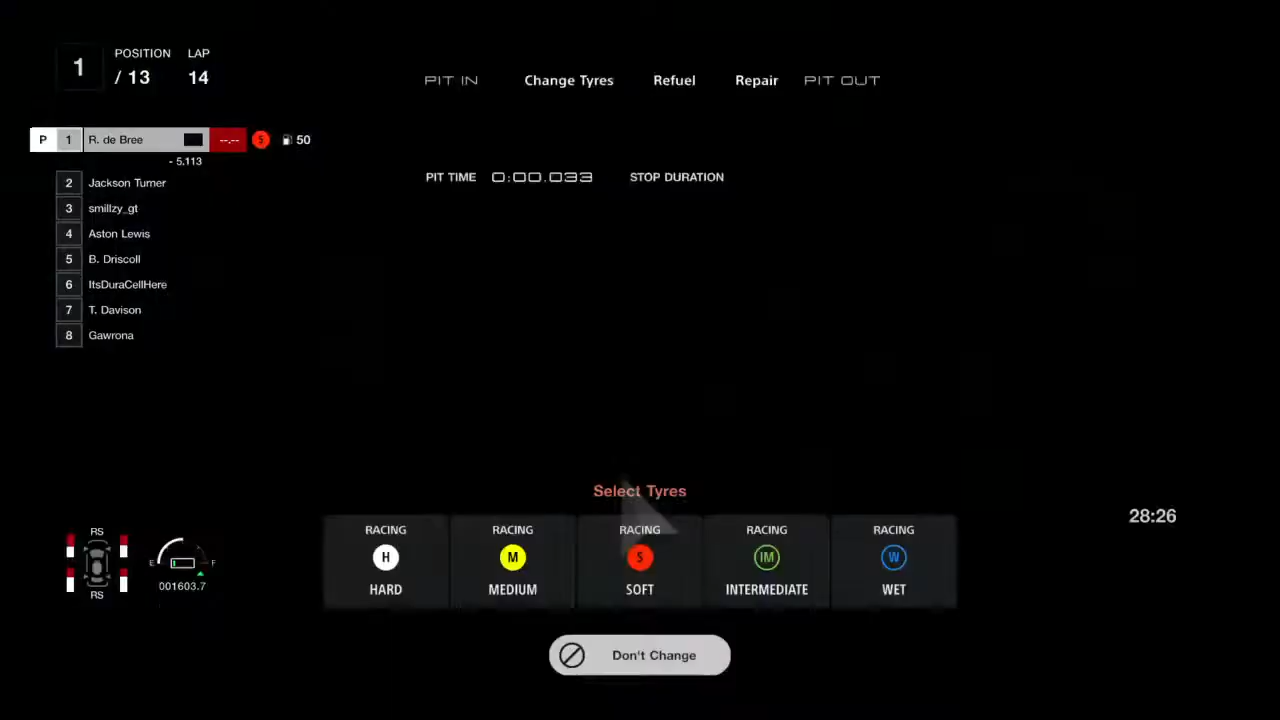 1
POSITION LAP
/ 13 14
PIT IN Change Tyres Refuel Repair PIT OUT
P 1 R. de Bree --.-- S 50
- 5.113
PIT TIME 0:00.033 STOP DURATION
2 Jackson Turner
3 smillzy_gt
4 Aston Lewis
5 B. Driscoll
6 ItsDuraCellHere
7 T. Davison
8 Gawrona
Select Tyres
28:26
RS
RS
E F
001603.7
RACING RACING RACING RACING RACING
H M S IM W
HARD MEDIUM SOFT INTERMEDIATE WET
Don't Change